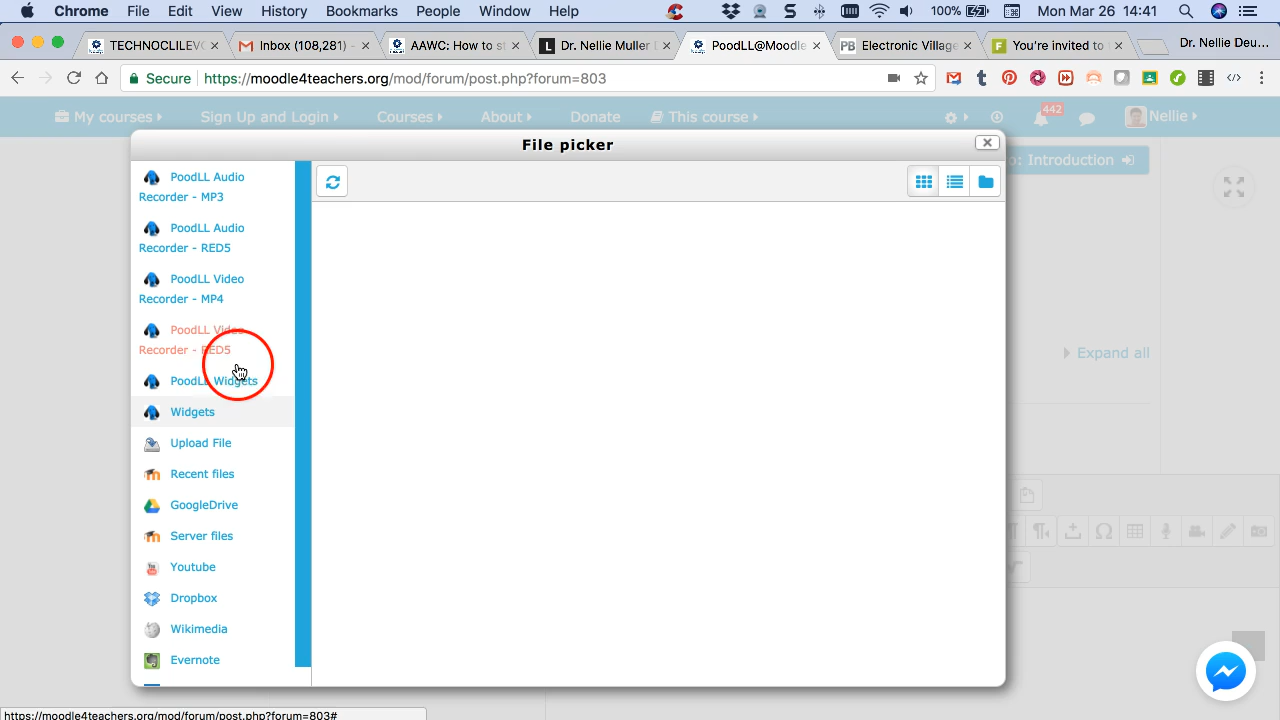 Chrome File Edit View History Bookmarks People Window Help 100% Mon Mar 26 14:41
TECHNOCLILEVO Inbox (108,281) - AAWC: How to st Dr. Nellie Muller D PoodLL@Moodle Electronic Village You're invited to Dr. Nellie Deu...
Secure https://moodle4teachers.org/mod/forum/post.php?forum=803
My courses Sign Up and Login Courses About Donate This course 442 Nellie
File picker
o: Introduction
PoodLL Audio
Recorder - MP3
PoodLL Audio
Recorder - RED5
PoodLL Video
Recorder - MP4
PoodLL Video
Recorder - RED5
Expand all
PoodLL Widgets
Widgets
Upload File
Recent files
GoogleDrive
Server files
Youtube
Dropbox
Wikimedia
Evernote
https://moodle4teachers.org/mod/forum/post.php?forum=803#